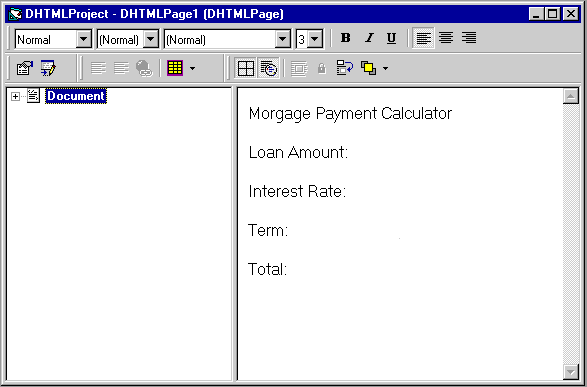 DHTMLProject - DHTMLPage1 (DHTMLPage)
Normal (Normal) (Normal) 3 B I U
Document
Morgage Payment Calculator
Loan Amount:
Interest Rate:
Term:
Total: